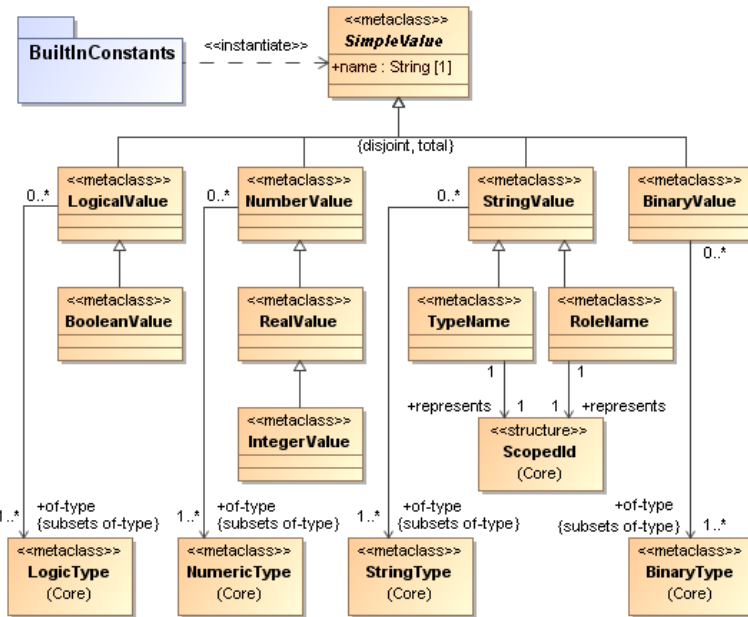 <<metaclass>>
SimpleValue
+name : String [1]
BuiltInConstants
<<instantiate>>
{disjoint, total}
<<metaclass>>
LogicalValue
0..*
<<metaclass>>
NumberValue
0..*
<<metaclass>>
StringValue
0..*
<<metaclass>>
BinaryValue
0..*
<<metaclass>>
BooleanValue
<<metaclass>>
RealValue
<<metaclass>>
TypeName
<<metaclass>>
RoleName
1
1
+represents
1
1
+represents
<<metaclass>>
IntegerValue
<<structure>>
ScopedId
(Core)
1..*
+of-type
{subsets of-type}
1..*
+of-type
{subsets of-type}
1..*
+of-type
{subsets of-type}
+of-type
{subsets of-type}
1..*
<<metaclass>>
LogicType
(Core)
<<metaclass>>
NumericType
(Core)
<<metaclass>>
StringType
(Core)
<<metaclass>>
BinaryType
(Core)